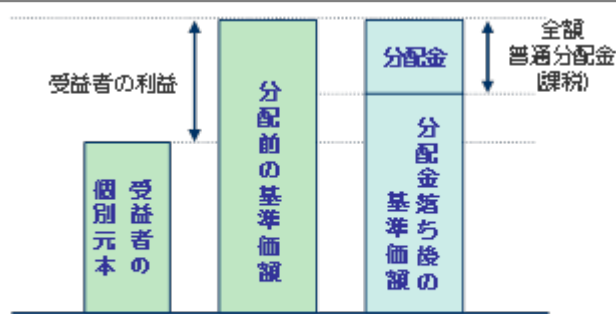 受益者の利益
受益者の
個別元本
分配前の基準価額
分配金
分配金落ち後の
基準価額
全額
普通分配金
(課税)